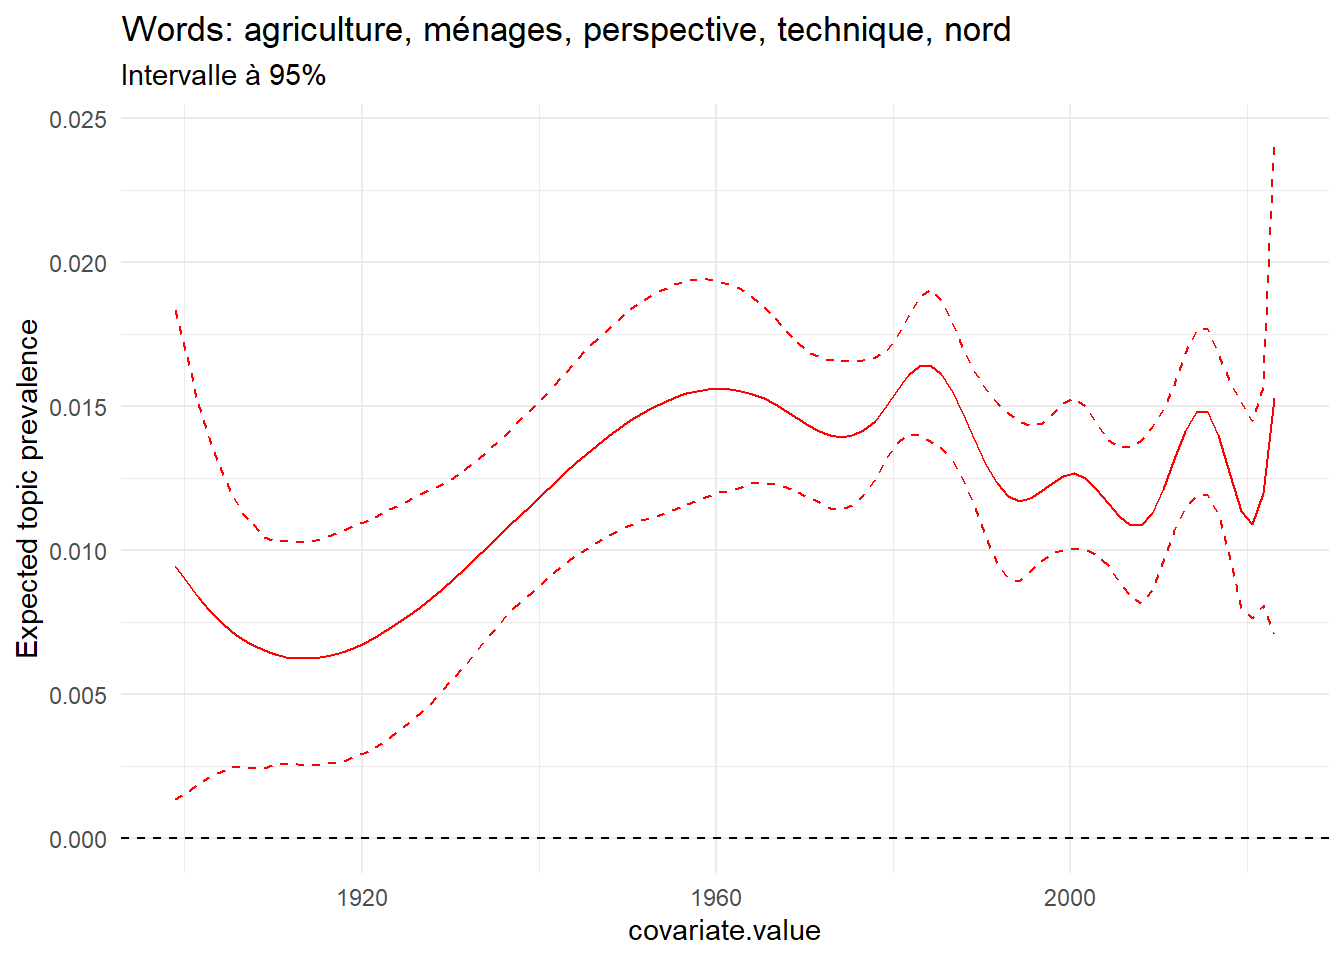 Words: agriculture, ménages, perspective, technique, nord
Intervalle à 95%
0.025
0.020
0.015
0.010
0.005
0.000
Expected topic prevalence
1920
1960
2000
covariate.value